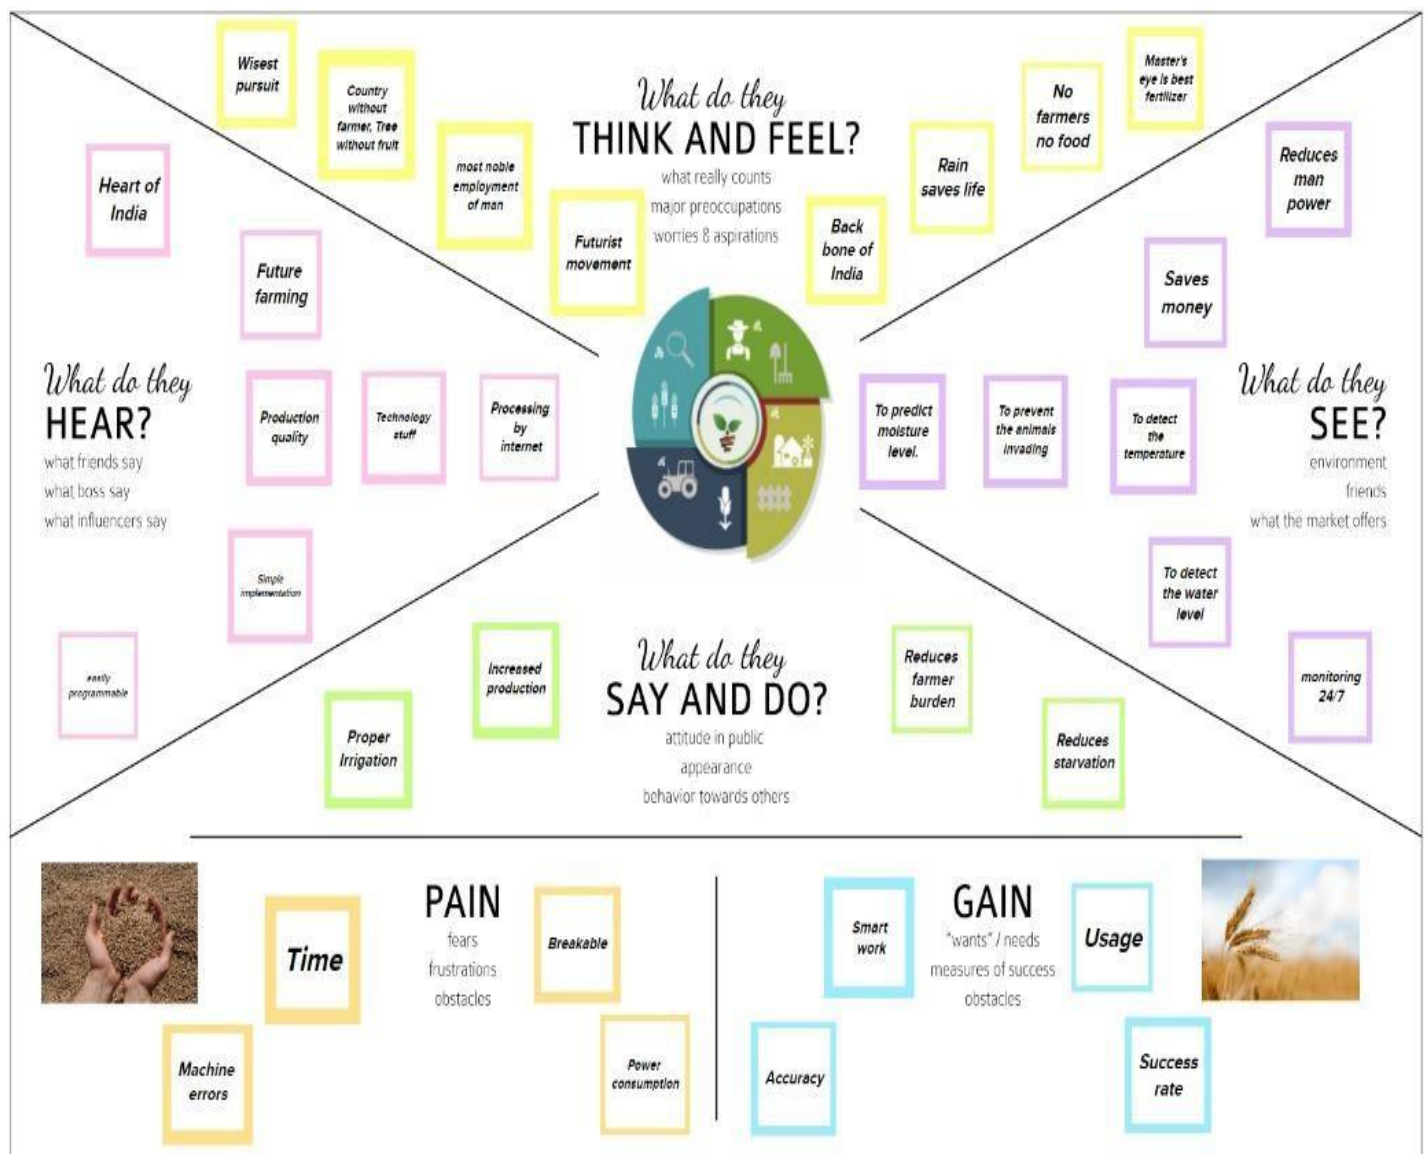 Wisest
pursuit
Country
without
farmer, Tree
without fruit
most noble
employment
of man
Futurist
movement
What do they
THINK AND FEEL?
what really counts
major preoccupations
worries & aspirations
Back
bone of
India
Rain
saves life
No
farmers
no food
Master's
eye is best
fertilizer
Heart of
India
Future
farming
What do they
HEAR?
what friends say
what boss say
what influencers say
Production
quality
Technology
stuff
Processing
by
internet
Simple
implementation
easily
programmable
Reduces
man
power
Saves
money
To predict
moisture
level.
To prevent
the animals
invading
To detect
the
temperature
What do they
SEE?
environment
friends
what the market offers
To detect
the water
level
monitoring
24/7
Proper
Irrigation
Increased
production
What do they
SAY AND DO?
attitude in public
appearance
behavior towards others
Reduces
farmer
burden
Reduces
starvation
Time
Machine
errors
PAIN
fears
frustrations
obstacles
Breakable
Power
consumption
Smart
work
Accuracy
GAIN
"wants" / needs
measures of success
obstacles
Usage
Success
rate